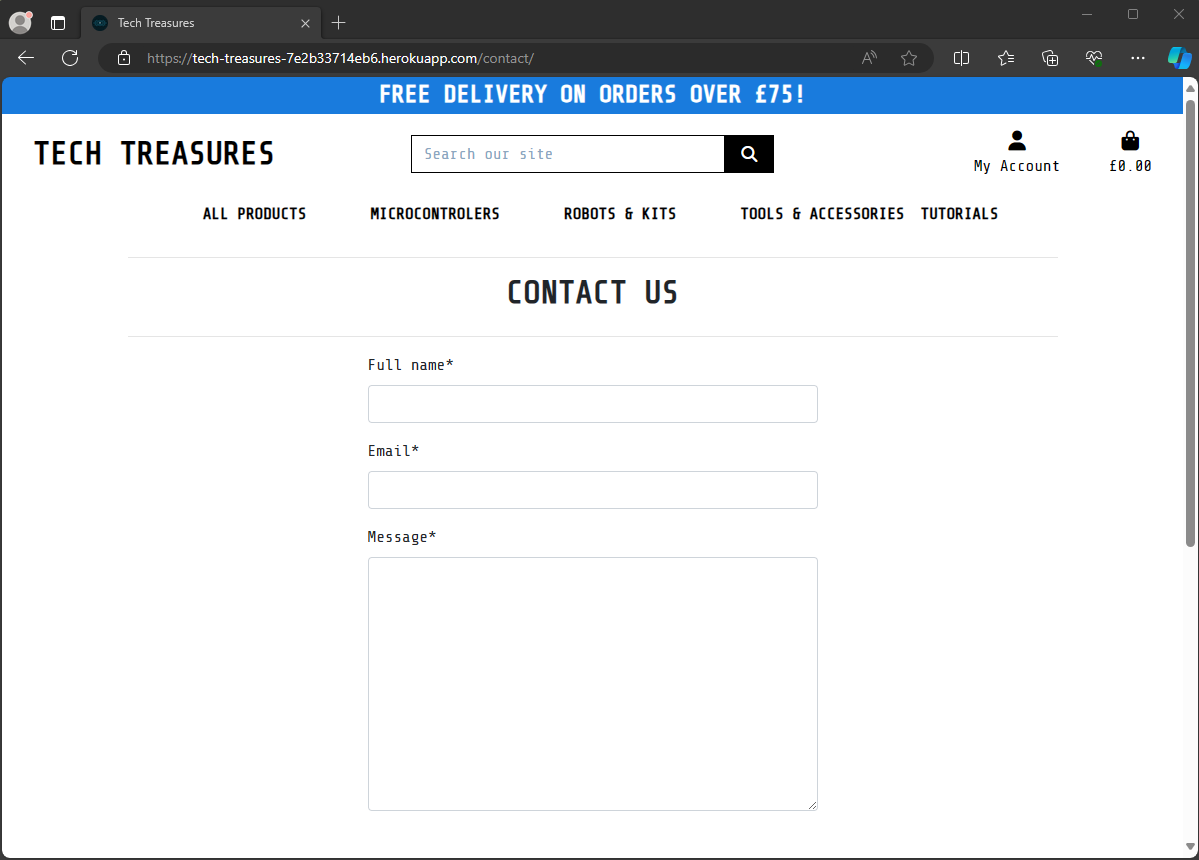 Tech Treasures
https://tech-treasures-7e2b33714eb6.herokuapp.com/contact/
FREE DELIVERY ON ORDERS OVER £75!
TECH TREASURES
Search our site
My Account
£0.00
ALL PRODUCTS MICROCONTROLERS ROBOTS & KITS TOOLS & ACCESSORIES TUTORIALS
CONTACT US
Full name*
Email*
Message*